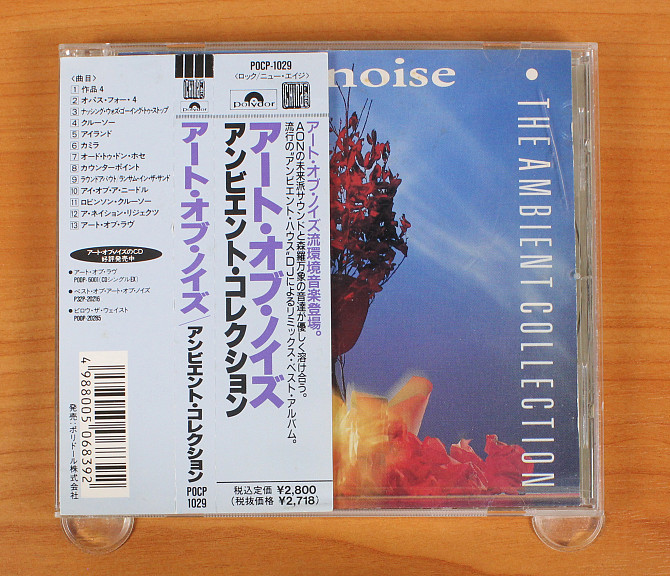 〈曲目〉
1 作品4
2 オパス・フォー・4
3 ナッシング・ウォズ・ゴーイング・トゥ・ストップ
4 クルーソー
5 アイランド
6 カミラ
7 オード・トゥ・ドン・ホセ
8 カウンターポイント
9 ラウンドアバウト ランサム・イン・ザ・サンド
10 アイ・オブ・ア・ニードル
11 ロビンソン・クルーソー
12 ア・ネイション・リジェクツ
13 アート・オブ・ラヴ
アート・オブ・ノイズのCD
好評発売中
●アート・オブ・ラヴ
●ベスト・オブ・アート・オブ・ノイズ
P32P-20216
●ビロウ・ザ・ウェイスト
POOP-20285
4 988005 068392
発売:ポリドール株式会社
polydor
アート・オブ・ノイズ/アンビエント・コレクション
POCP
1029
POCP-1029
〈ロック/ニュー・エイジ〉
polydor
アート・オブ・ノイズ流環境音楽登場。
AONの未来派サウンドと森羅万象の音達が優しく溶け合う。
流行の"アンビエント・ハウス"DJによるリミックス・ベスト・アルバム。
アート・オブ・ノイズ
アンビエント・コレクション
税込定価 ¥2,800
(税抜価格 ¥2,718)
noise
• THE AMBIENT COLLECTION